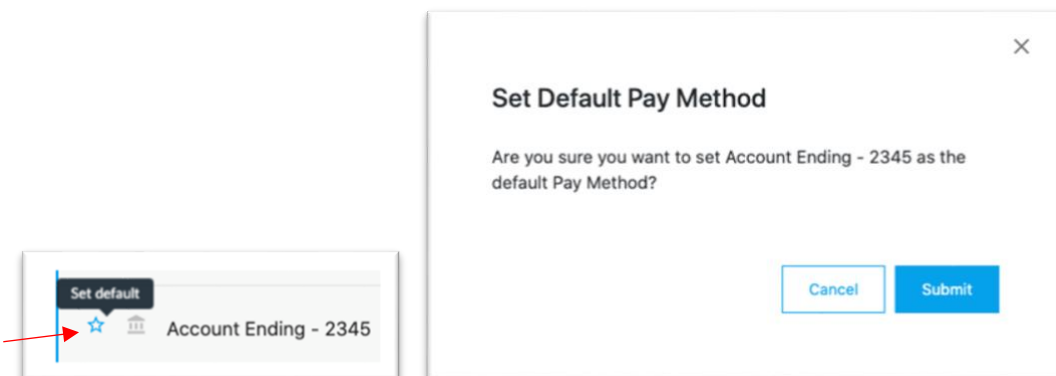 Set default
Account Ending - 2345
Set Default Pay Method
Are you sure you want to set Account Ending - 2345 as the
default Pay Method?
Cancel
Submit